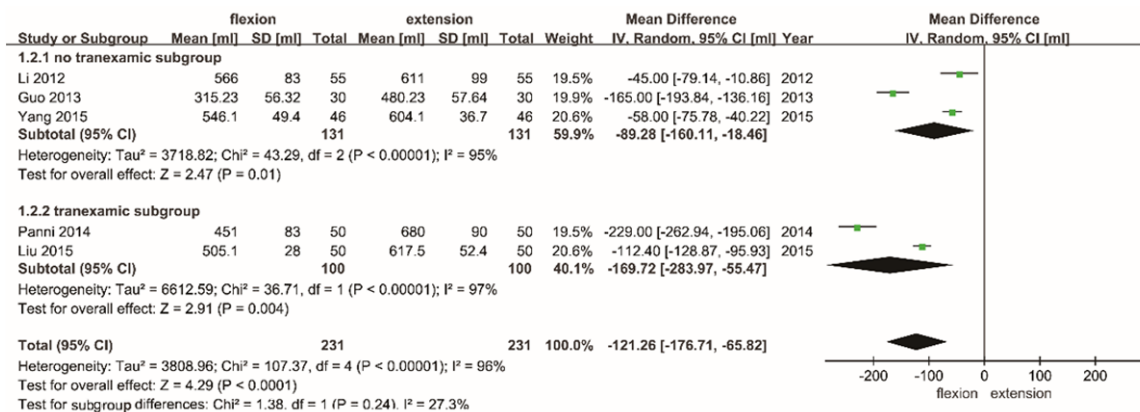 flexion extension Mean Difference Mean Difference
Study or Subgroup Mean [ml] SD [ml] Total Mean [ml] SD [ml] Total Weight IV, Random, 95% CI [ml] Year IV, Random, 95% CI [ml]
1.2.1 no tranexamic subgroup
Li 2012 566 83 55 611 99 55 19.5% -45.00 [-79.14, -10.86] 2012
Guo 2013 315.23 56.32 30 480.23 57.64 30 19.9% -165.00 [-193.84, -136.16] 2013
Yang 2015 546.1 49.4 46 604.1 36.7 46 20.6% -58.00 [-75.78, -40.22] 2015
Subtotal (95% CI) 131 131 59.9% -89.28 [-160.11, -18.46]
Heterogeneity: Tau² = 3718.82; Chi² = 43.29, df = 2 (P < 0.00001); I² = 95%
Test for overall effect: Z = 2.47 (P = 0.01)
1.2.2 tranexamic subgroup
Panni 2014 451 83 50 680 90 50 19.5% -229.00 [-262.94, -195.06] 2014
Liu 2015 505.1 28 50 617.5 52.4 50 20.6% -112.40 [-128.87, -95.93] 2015
Subtotal (95% CI) 100 100 40.1% -169.72 [-283.97, -55.47]
Heterogeneity: Tau² = 6612.59; Chi² = 36.71, df = 1 (P < 0.00001); I² = 97%
Test for overall effect: Z = 2.91 (P = 0.004)
Total (95% CI) 231 231 100.0% -121.26 [-176.71, -65.82]
Heterogeneity: Tau² = 3808.96; Chi² = 107.37, df = 4 (P < 0.00001); I² = 96%
Test for overall effect: Z = 4.29 (P < 0.0001)
Test for subgroup differences: Chi² = 1.38, df = 1 (P = 0.24), I² = 27.3%
-200 -100 0 100 200
flexion extension